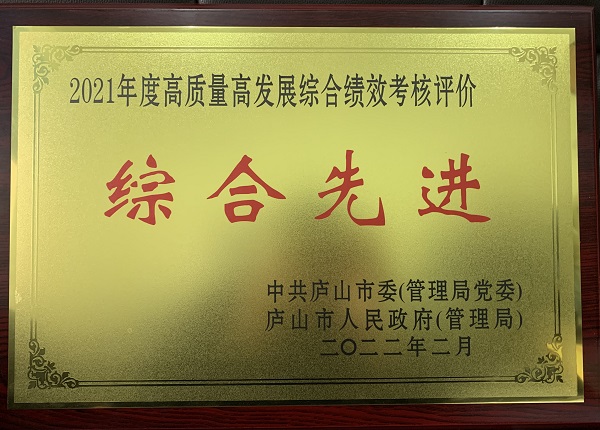 2021年度高质量高发展综合绩效考核评价
综合先进
中共庐山市委(管理局党委)
庐山市人民政府(管理局)
二〇二二年二月